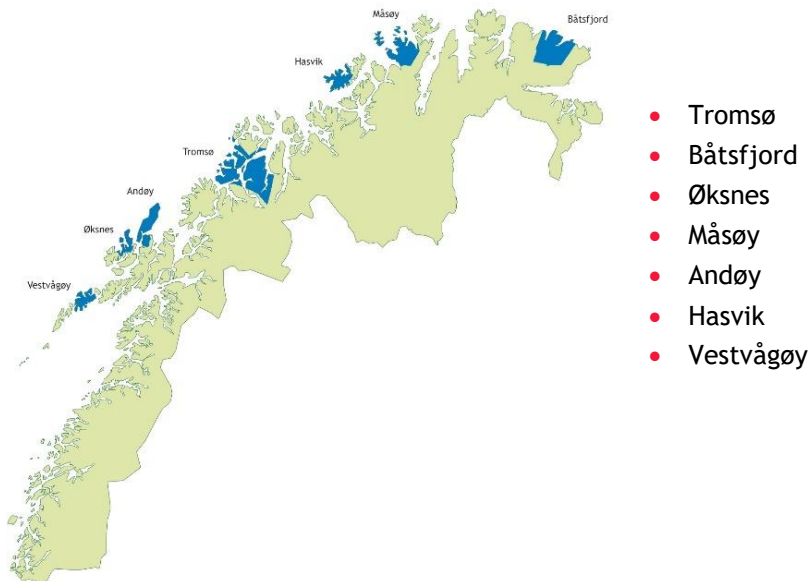 Måsøy
Båtsfjord
Hasvik
Tromsø
Andøy
Øksnes
Vestvågøy
• Tromsø
• Båtsfjord
• Øksnes
• Måsøy
• Andøy
• Hasvik
• Vestvågøy